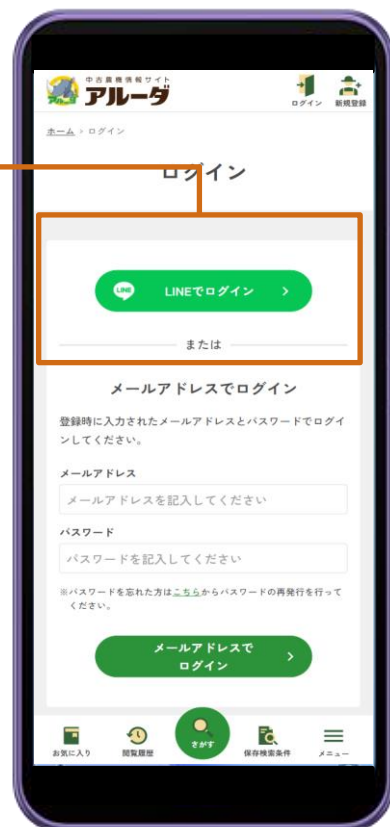 中古農機情報サイト
アルーダ
アルーダ
ログイン
新規登録
ホーム > ログイン
ログイン
LINE
LINEでログイン
または
メールアドレスでログイン
登録時に入力されたメールアドレスとパスワードでログイ
ンしてください。
メールアドレス
メールアドレスを記入してください
パスワード
パスワードを記入してください
※パスワードを忘れた方はこちらからパスワードの再発行を行って
ください。
メールアドレスで
ログイン
お気に入り
閲覧履歴
さがす
保存検索条件
メニュー